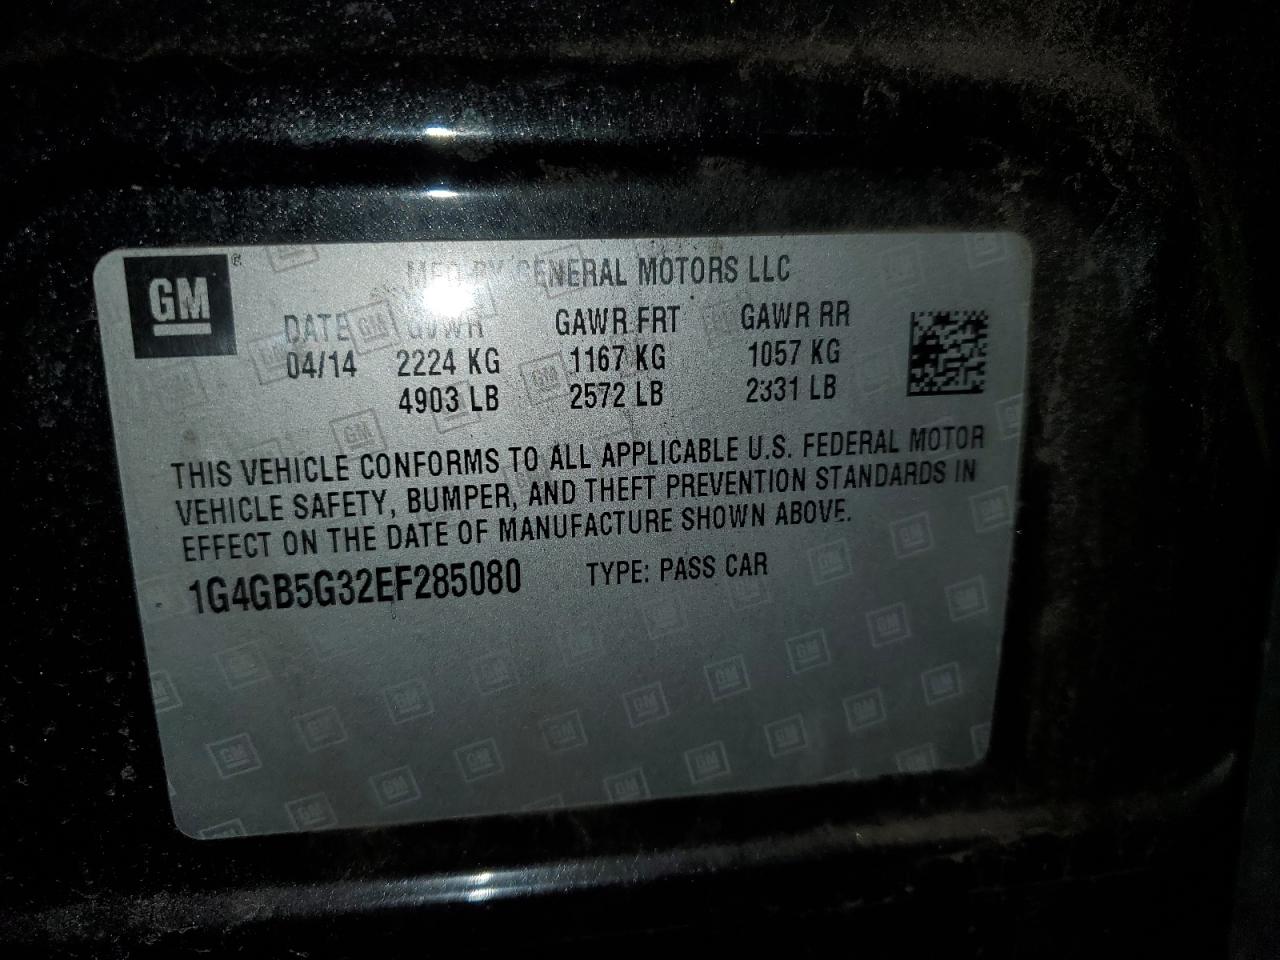 GM ®
MFD BY GENERAL MOTORS LLC
DATE GVWR GAWR FRT GAWR RR
04/14 2224 KG 1167 KG 1057 KG
4903 LB 2572 LB 2331 LB
THIS VEHICLE CONFORMS TO ALL APPLICABLE U.S. FEDERAL MOTOR
VEHICLE SAFETY, BUMPER, AND THEFT PREVENTION STANDARDS IN
EFFECT ON THE DATE OF MANUFACTURE SHOWN ABOVE.
1G4GB5G32EF285080 TYPE: PASS CAR